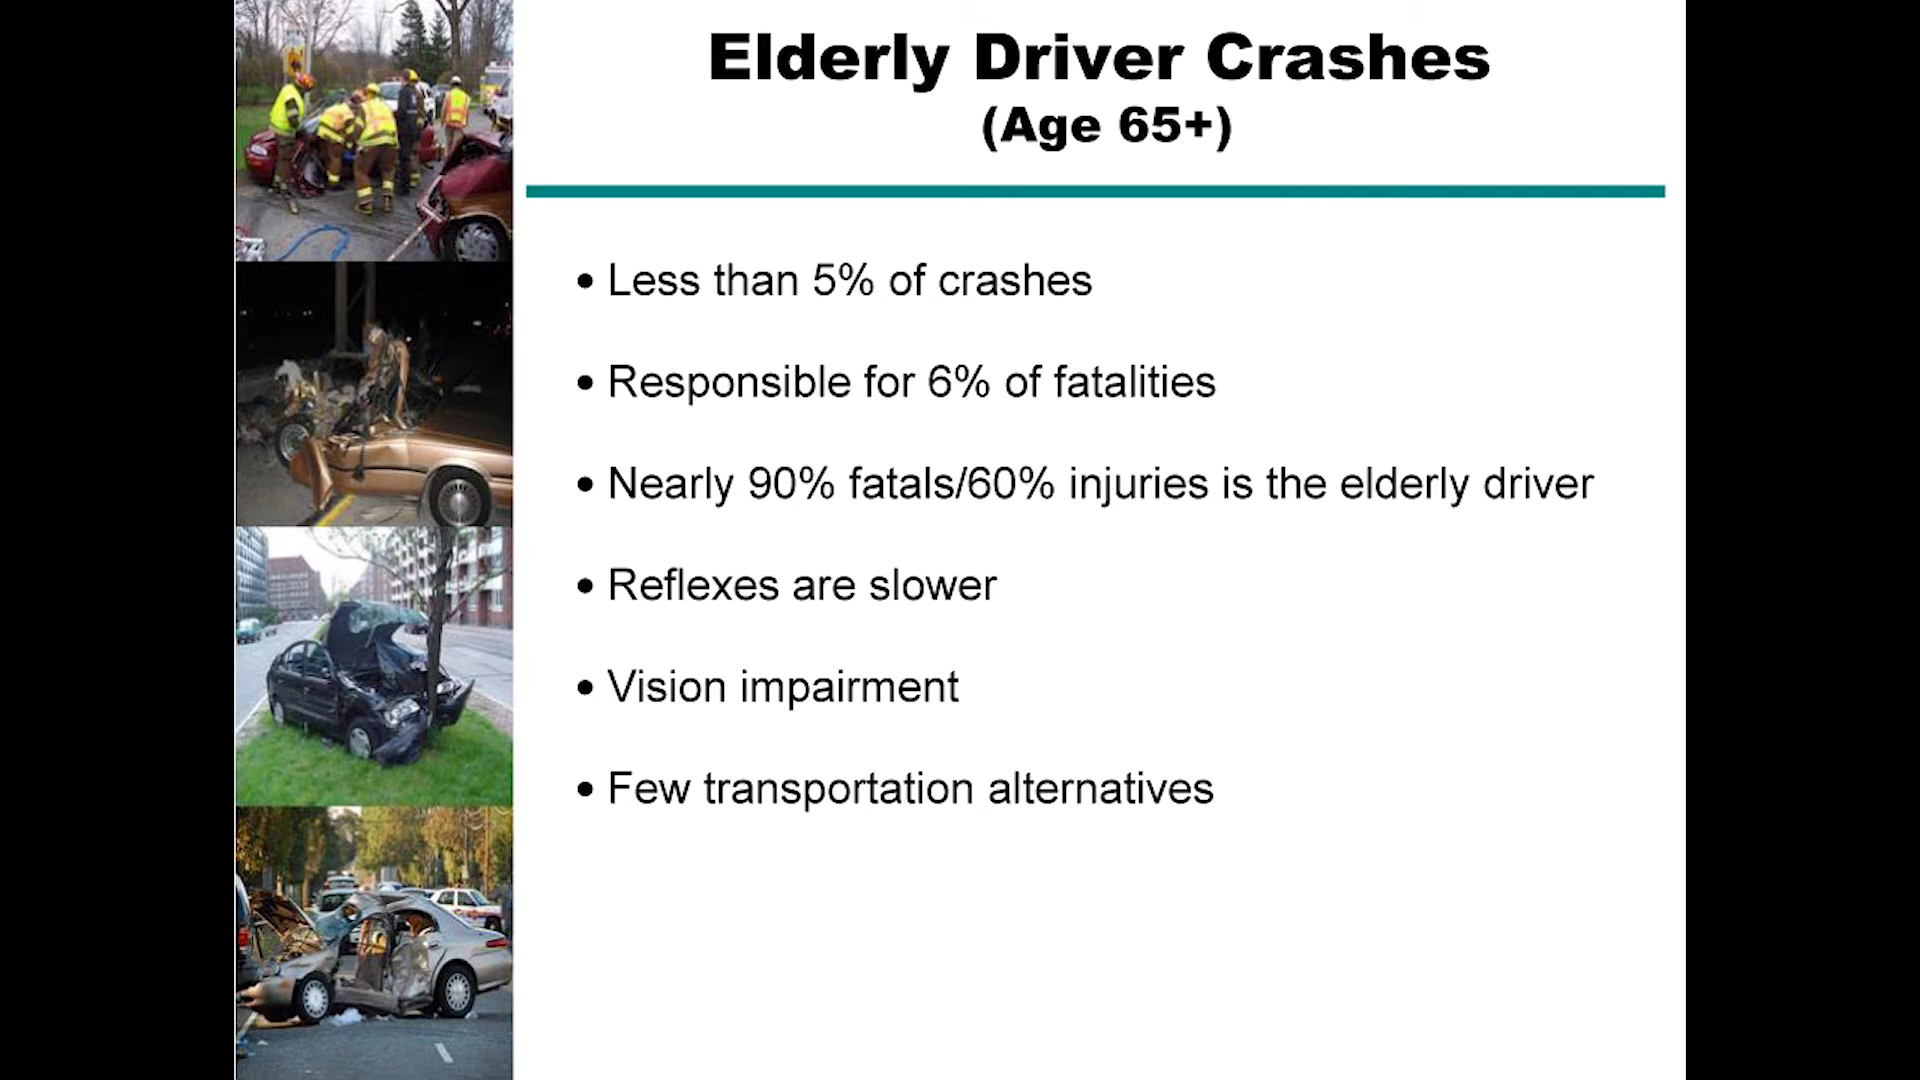 Elderly Driver Crashes
(Age 65+)
• Less than 5% of crashes
• Responsible for 6% of fatalities
• Nearly 90% fatals/60% injuries is the elderly driver
• Reflexes are slower
• Vision impairment
• Few transportation alternatives